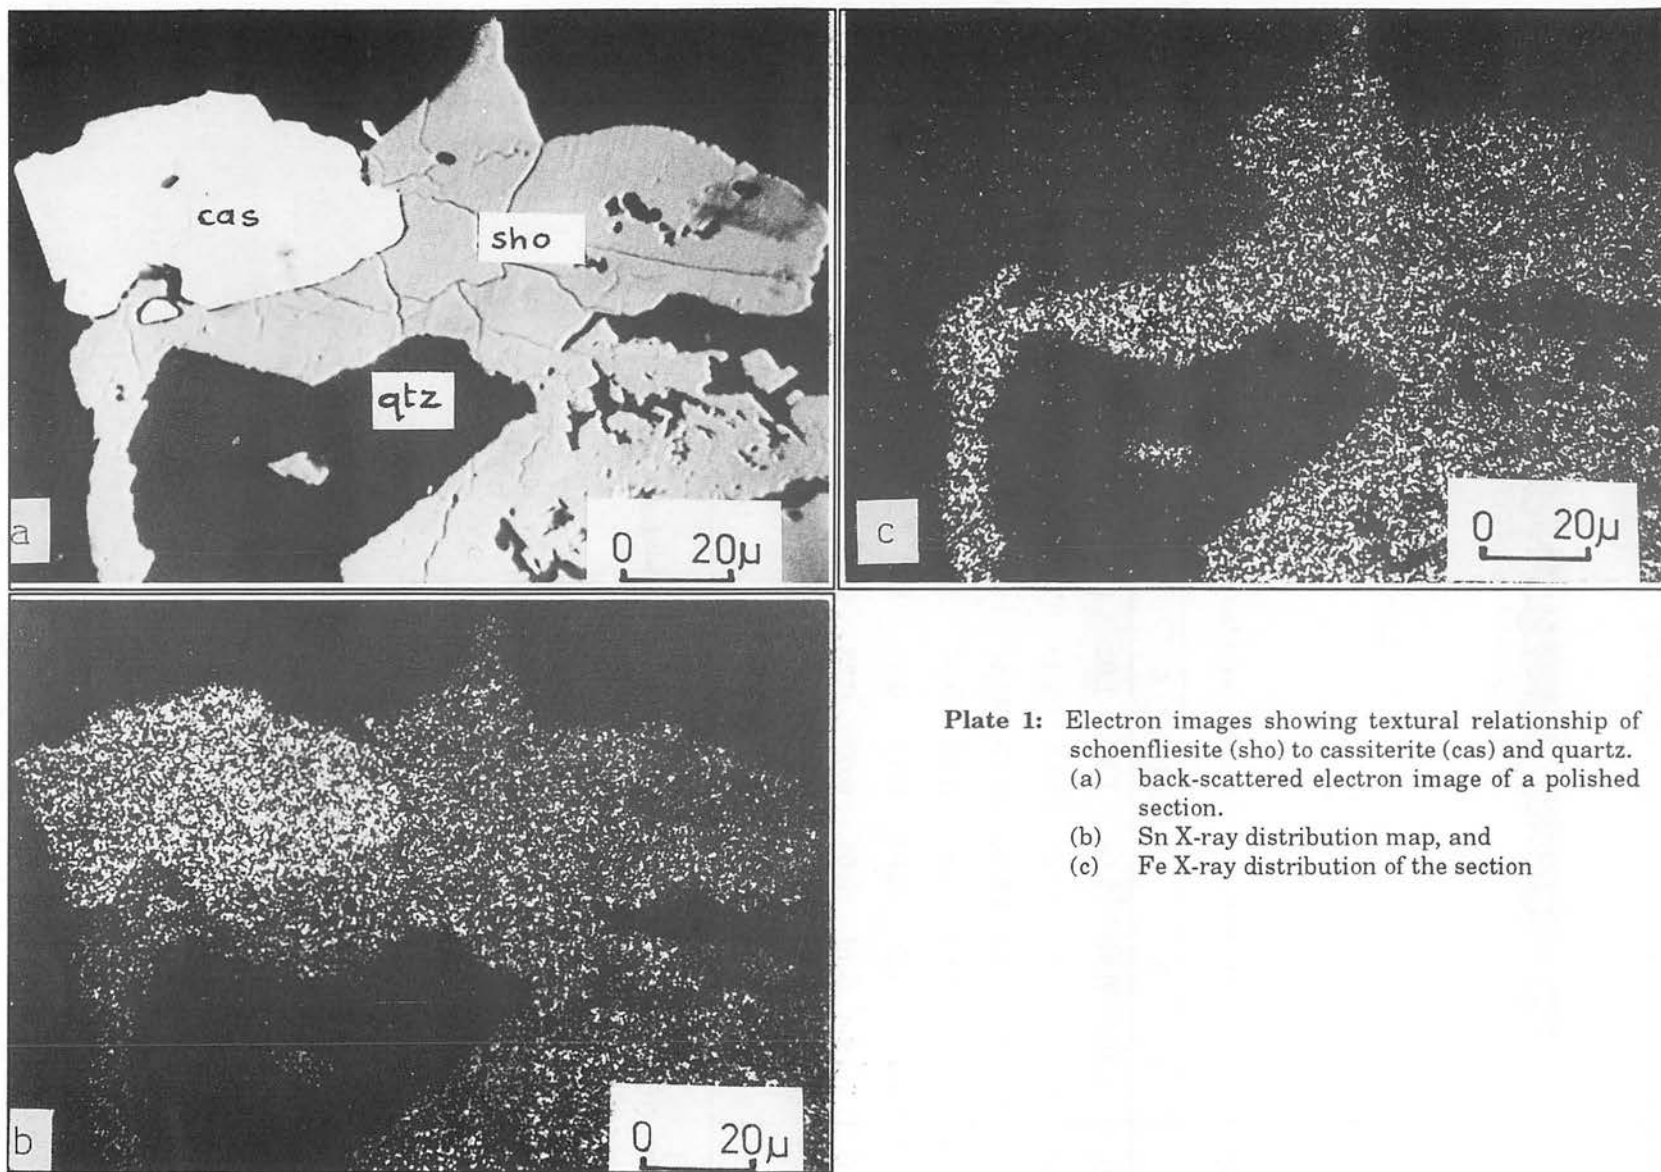 cas
sho
qtz
a
0 20μ
c
0 20μ
b
0 20μ
Plate 1: Electron images showing textural relationship of
schoenfliesite (sho) to cassiterite (cas) and quartz.
(a) back-scattered electron image of a polished
section.
(b) Sn X-ray distribution map, and
(c) Fe X-ray distribution of the section